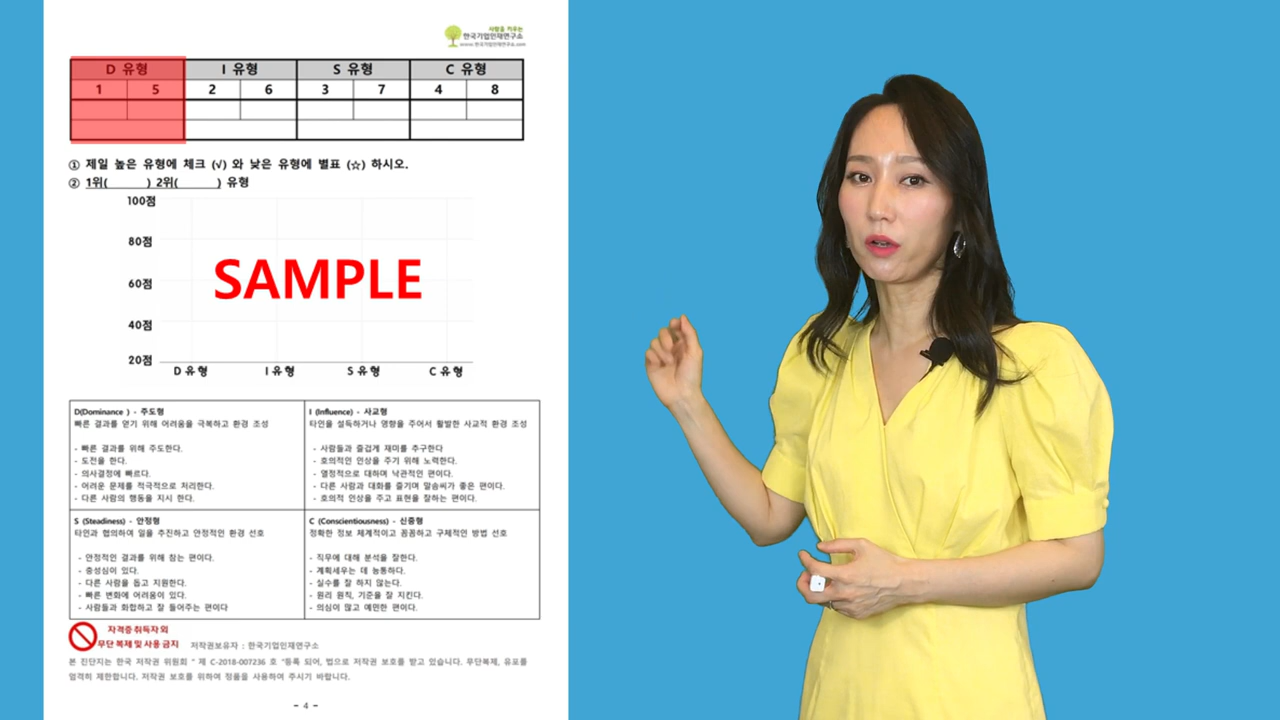 사람을 키우는
한국기업인재연구소
www.한국기업인재연구소.com
D 유형 I 유형 S 유형 C 유형
1 5 2 6 3 7 4 8
① 제일 높은 유형에 체크 (√) 와 낮은 유형에 별표 (☆) 하시오.
② 1위( ) 2위( ) 유형
100점
80점
60점
40점
20점
SAMPLE
D 유형 I 유형 S 유형 C 유형
D(Dominance ) - 주도형
빠른 결과를 얻기 위해 어려움을 극복하고 환경 조성
- 빠른 결과를 위해 주도한다.
- 도전을 한다.
- 의사결정에 빠르다.
- 어려운 문제를 적극적으로 처리한다.
- 다른 사람의 행동을 지시 한다.
I (Influence) - 사교형
타인을 설득하거나 영향을 주어서 활발한 사교적 환경 조성
- 사람들과 즐겁게 재미를 추구한다
- 호의적인 인상을 주기 위해 노력한다.
- 열정적으로 대하며 낙관적인 편이다.
- 다른 사람과 대화를 즐기며 말솜씨가 좋은 편이다.
- 호의적 인상을 주고 표현을 잘하는 편이다.
S (Steadiness) - 안정형
타인과 협의하여 일을 추진하고 안정적인 환경 선호
- 안정적인 결과를 위해 참는 편이다.
- 충성심이 있다.
- 다른 사람을 돕고 지원한다.
- 빠른 변화에 어려움이 있다.
- 사람들과 화합하고 잘 들어주는 편이다
C (Conscientiousness) - 신중형
정확한 정보 체계적이고 꼼꼼하고 구체적인 방법 선호
- 직무에 대해 분석을 잘한다.
- 계획세우는 데 능통하다.
- 실수를 잘 하지 않는다.
- 원리 원칙, 기준을 잘 지킨다.
- 의심이 많고 예민한 편이다.
자격증 취득자 외
무단 복제 및 사용 금지
저작권보유자 : 한국기업인재연구소
본 진단지는 한국 저작권 위원회 " 제 C-2018-007236 호 "등록 되어, 법으로 저작권 보호를 받고 있습니다. 무단복제, 유포를
엄격히 제한합니다. 저작권 보호를 위하여 정품을 사용하여 주시기 바랍니다.
- 4 -